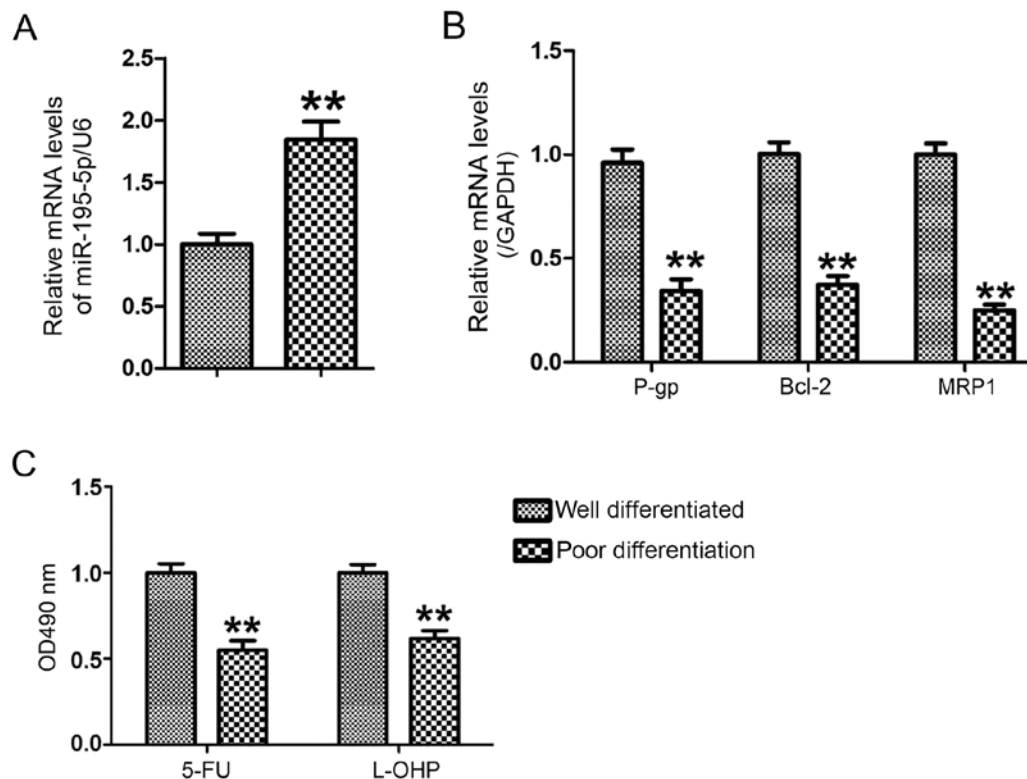 A
Relative mRNA levels
of miR-195-5p/U6
2.5
2.0
1.5
1.0
0.5
0.0
**
B
Relative mRNA levels
(/GAPDH)
1.5
1.0
0.5
0.0
**
**
**
P-gp
Bcl-2
MRP1
C
OD490 nm
1.5
1.0
0.5
0.0
**
**
5-FU
L-OHP
Well differentiated
Poor differentiation